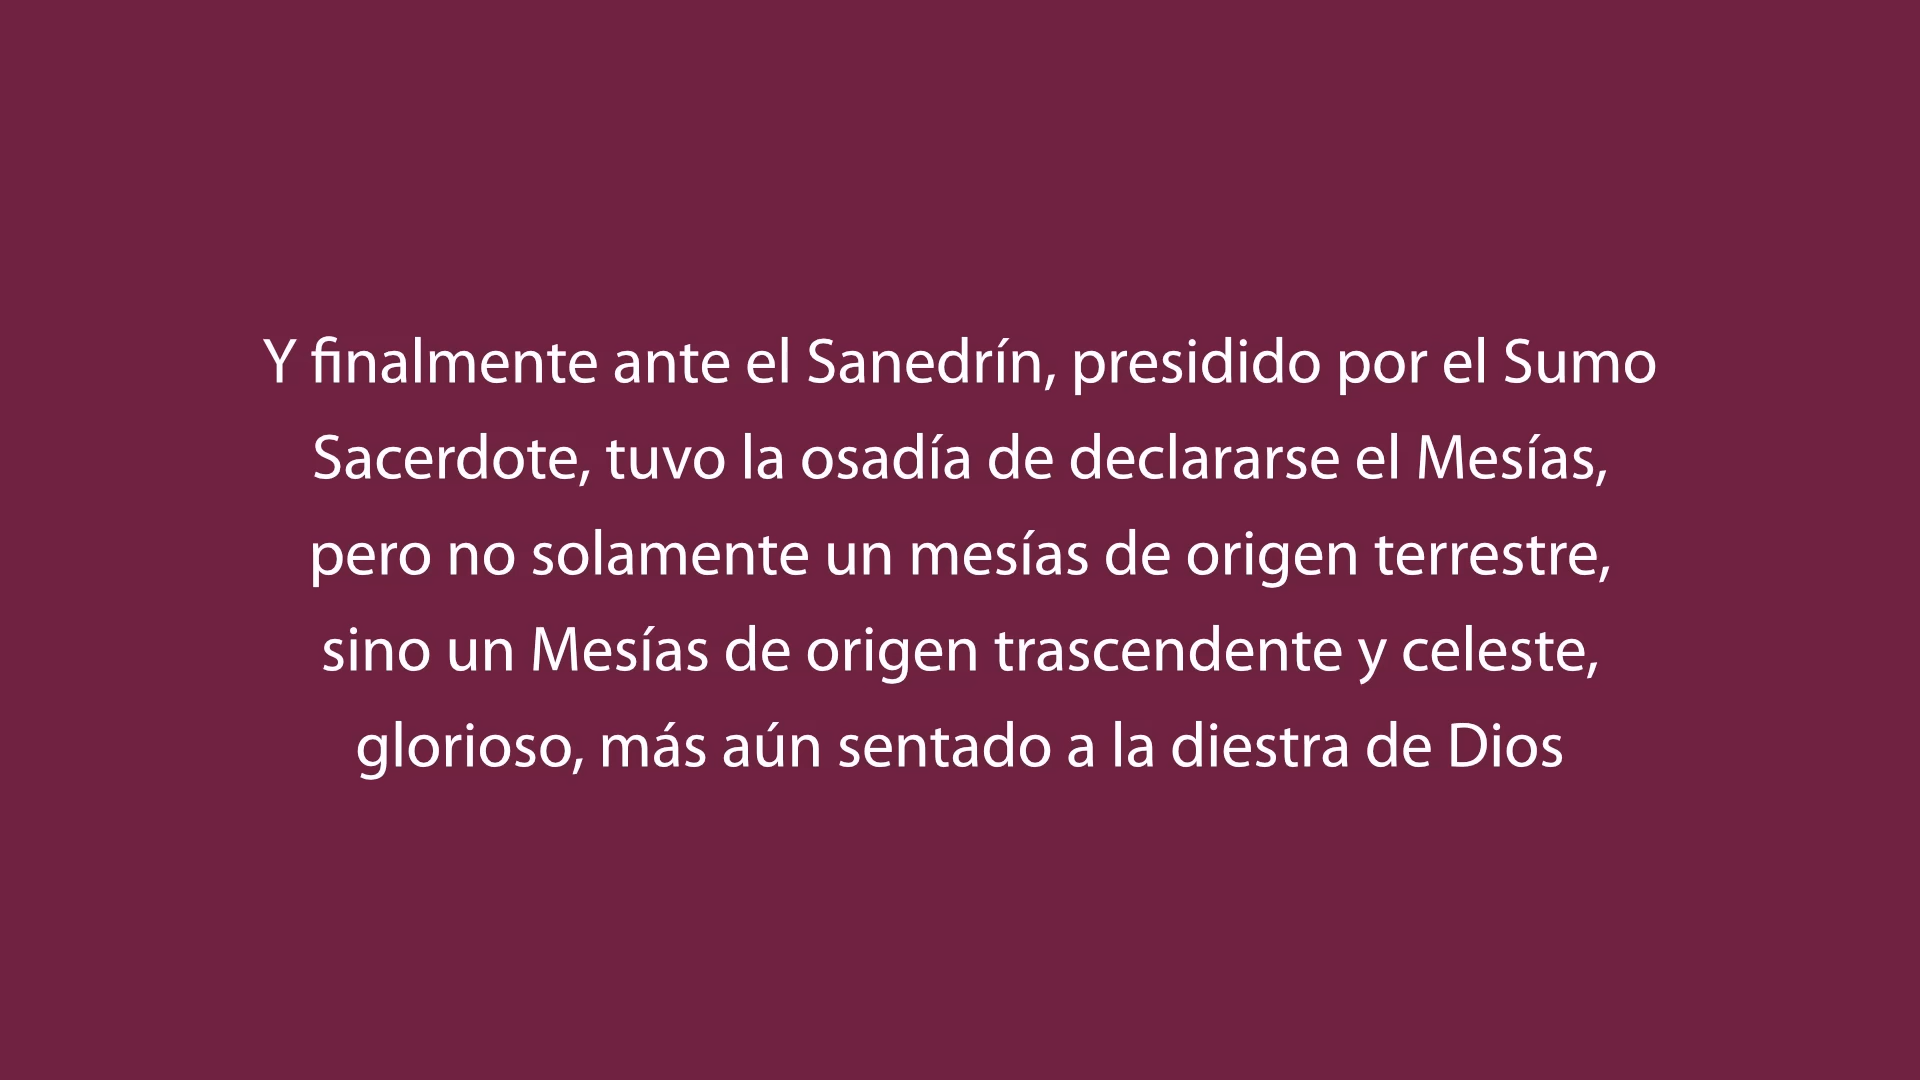 Y finalmente ante el Sanedrín, presidido por el Sumo
Sacerdote, tuvo la osadía de declararse el Mesías,
pero no solamente un mesías de origen terrestre,
sino un Mesías de origen trascendente y celeste,
glorioso, más aún sentado a la diestra de Dios